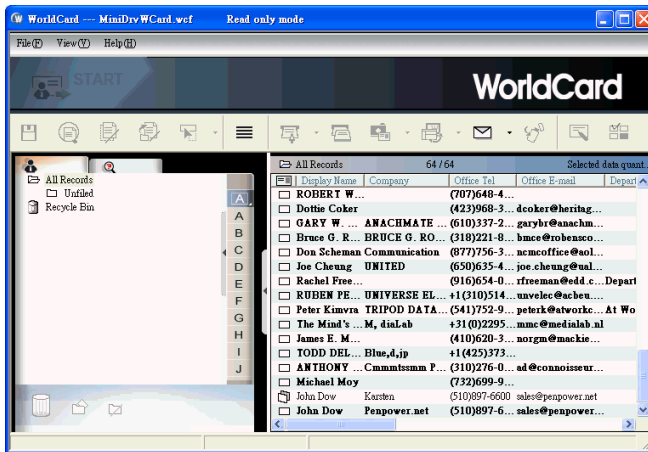 WorldCard --- MiniDrvWCard.wcf Read only mode
File(F) View(V) Help(H)
START
WorldCard
All Records
Unfiled
Recycle Bin
A
A
B
C
D
E
F
G
H
I
J
All Records 64 / 64 Selected data quant...
Display Name Company Office Tel Office E-mail Depart
ROBERT W... (707)648-4...
Dottie Coker (423)968-3... dcoker@heritag...
GARY W. ... ANACHMATE ... (610)337-2... garybr@anachm...
Bruce G. R... BRUCE G. RO... (318)221-8... bmce@robensco...
Don Scheman Communication (877)756-3... ncmcoffice@aol...
Joe Cheung UNITED (650)635-4... joe.cheung@ual...
Rachel Free... (916)654-0... rfreeman@edd.c... Depart
RUBEN PE... UNIVERSE EL... +1(310)514... unvelec@acbeu...
Peter Kimvra TRIPOD DATA... (541)752-9... peterk@atworkc... At Wo
The Mind's ... M, diaLab +31(0)2295... mmc@medialab.nl
James E. M... (410)620-3... norgm@mackie...
TODD DEL... Blue,d,jp +1(425)373...
ANTHONY ... Cmmmtssmm P... (310)276-0... ad@connoisseur...
Michael Moy (732)699-9...
John Dow Karsten (510)897-6600 sales@penpower.net
John Dow Penpower.net (510)897-6... sales@penpower...